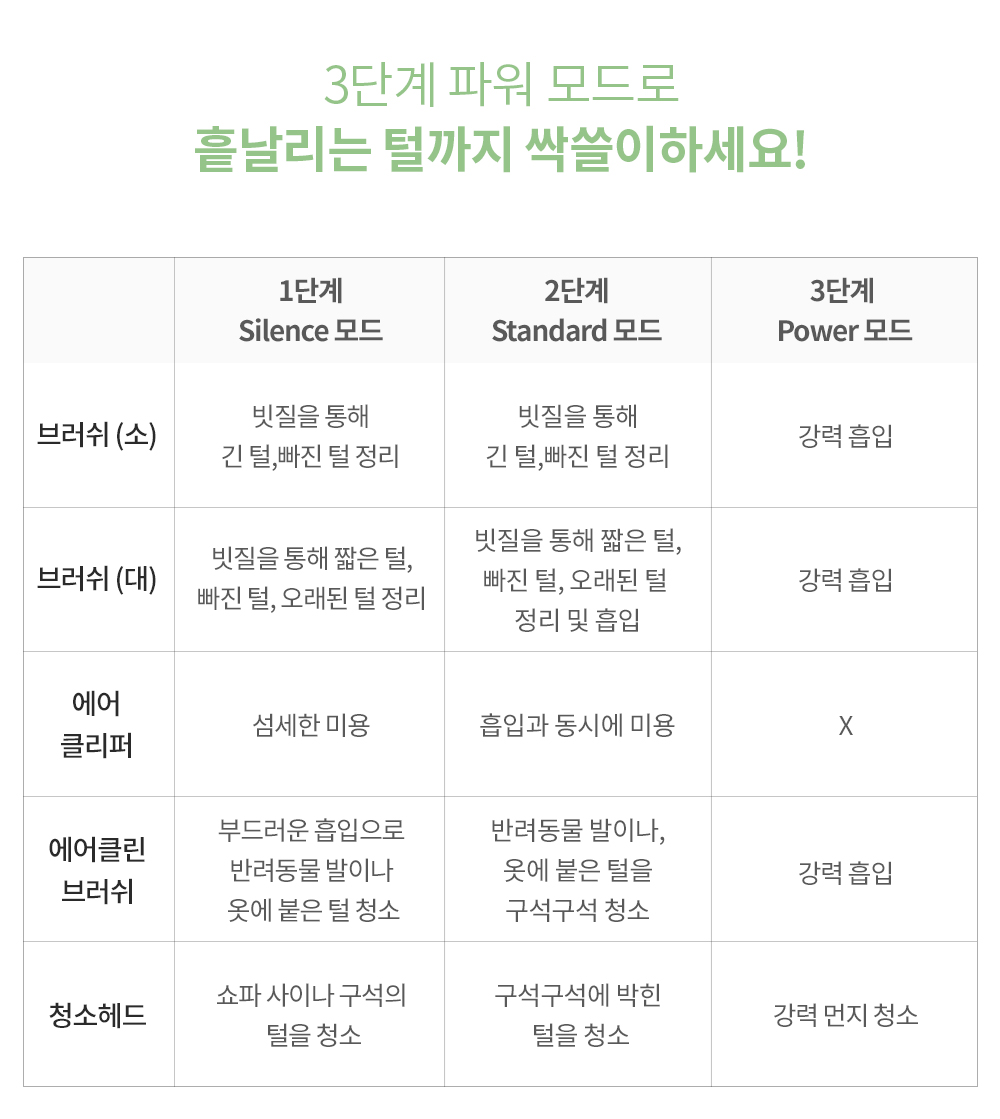 3단계 파워 모드로
흩날리는 털까지 싹쓸이하세요!
1단계
Silence 모드
2단계
Standard 모드
3단계
Power 모드
브러쉬 (소)
빗질을 통해
긴 털,빠진 털 정리
빗질을 통해
긴 털,빠진 털 정리
강력 흡입
브러쉬 (대)
빗질을 통해 짧은 털,
빠진 털, 오래된 털 정리
빗질을 통해 짧은 털,
빠진 털, 오래된 털
정리 및 흡입
강력 흡입
에어
클리퍼
섬세한 미용
흡입과 동시에 미용
X
에어클린
브러쉬
부드러운 흡입으로
반려동물 발이나
옷에 붙은 털 청소
반려동물 발이나,
옷에 붙은 털을
구석구석 청소
강력 흡입
청소헤드
쇼파 사이나 구석의
털을 청소
구석구석에 박힌
털을 청소
강력 먼지 청소